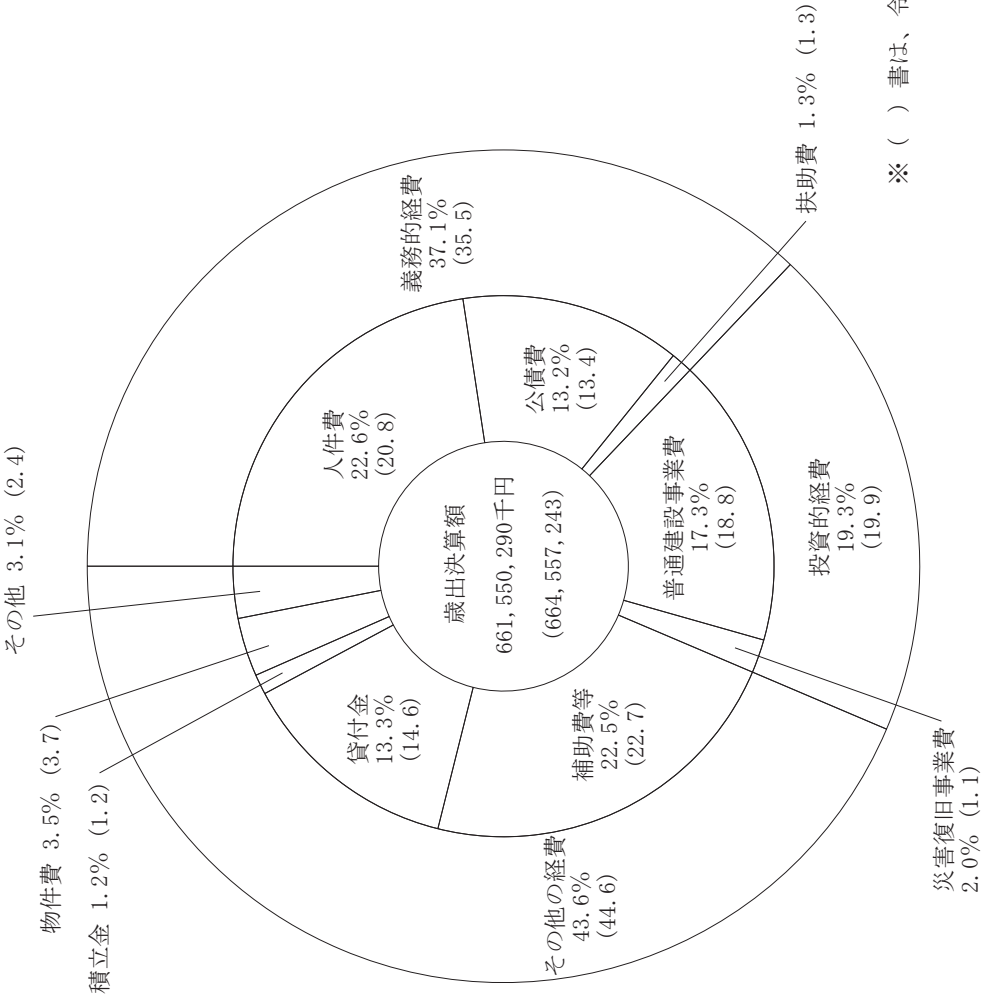 歳出決算額
661,550,290千円
(664,557,243)
義務的経費
37.1%
(35.5)
人件費
22.6%
(20.8)
公債費
13.2%
(13.4)
扶助費 1.3% (1.3)
投資的経費
19.3%
(19.9)
普通建設事業費
17.3%
(18.8)
災害復旧事業費
2.0% (1.1)
その他の経費
43.6%
(44.6)
補助費等
22.5%
(22.7)
貸付金
13.3%
(14.6)
積立金 1.2% (1.2)
物件費 3.5% (3.7)
その他 3.1% (2.4)
※ ( ) 書は、令